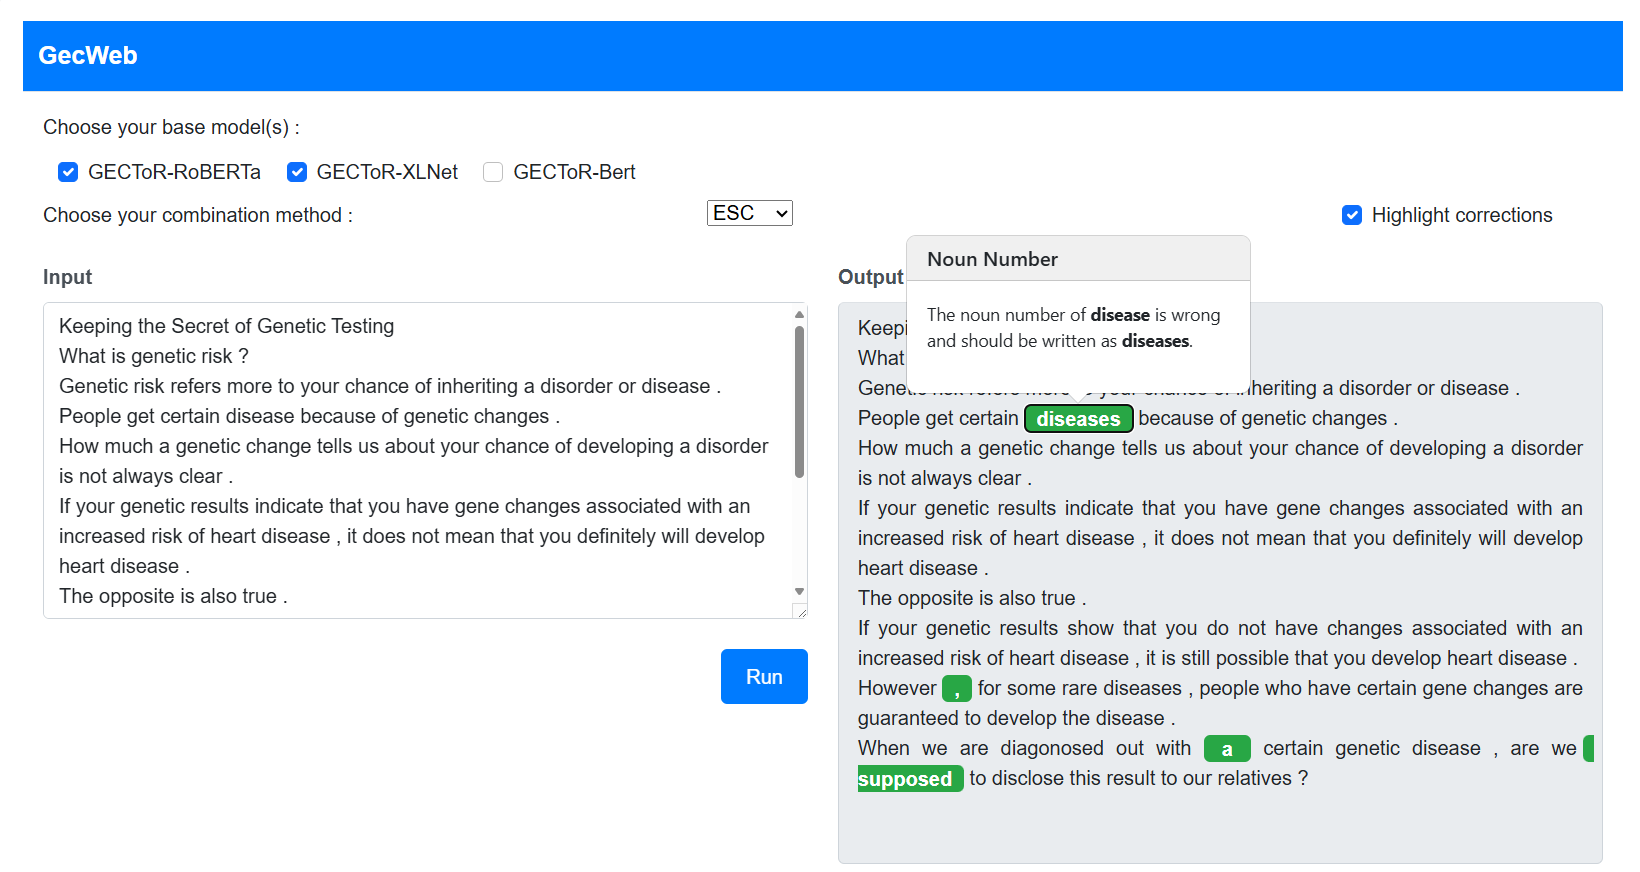 GecWeb
Choose your base model(s) :
GECToR-RoBERTa GECToR-XLNet GECToR-Bert
Choose your combination method :
ESC
Highlight corrections
Input
Keeping the Secret of Genetic Testing
What is genetic risk ?
Genetic risk refers more to your chance of inheriting a disorder or disease .
People get certain disease because of genetic changes .
How much a genetic change tells us about your chance of developing a disorder
is not always clear .
If your genetic results indicate that you have gene changes associated with an
increased risk of heart disease , it does not mean that you definitely will develop
heart disease .
The opposite is also true .
Run
Output
Noun Number
The noun number of disease is wrong
and should be written as diseases.
What
Genetic risk refers more to your chance of inheriting a disorder or disease .
People get certain diseases because of genetic changes .
How much a genetic change tells us about your chance of developing a disorder
is not always clear .
If your genetic results indicate that you have gene changes associated with an
increased risk of heart disease , it does not mean that you definitely will develop
heart disease .
The opposite is also true .
If your genetic results show that you do not have changes associated with an
increased risk of heart disease , it is still possible that you develop heart disease .
However , for some rare diseases , people who have certain gene changes are
guaranteed to develop the disease .
When we are diagonosed out with a certain genetic disease , are we
supposed to disclose this result to our relatives ?